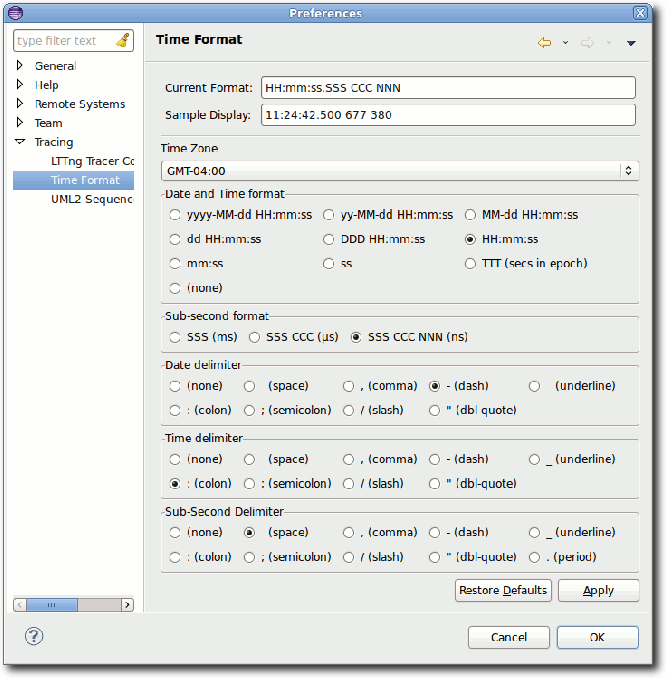 Preferences
type filter text
General
Help
Remote Systems
Team
Tracing
LTTng Tracer Co
Time Format
UML2 Sequenc
Time Format
Current Format: HH:mm:ss.SSS CCC NNN
Sample Display: 11:24:42.500 677 380
Time Zone
GMT-04:00
Date and Time format
yyyy-MM-dd HH:mm:ss yy-MM-dd HH:mm:ss MM-dd HH:mm:ss
dd HH:mm:ss DDD HH:mm:ss HH:mm:ss
mm:ss ss TTT (secs in epoch)
(none)
Sub-second format
SSS (ms) SSS CCC (µs) SSS CCC NNN (ns)
Date delimiter
(none) (space) , (comma) - (dash) (underline)
: (colon) ; (semicolon) / (slash) " (dbl-quote)
Time delimiter
(none) (space) , (comma) - (dash) _ (underline)
: (colon) ; (semicolon) / (slash) " (dbl-quote)
Sub-Second Delimiter
(none) (space) , (comma) - (dash) _ (underline)
: (colon) ; (semicolon) / (slash) " (dbl-quote) . (period)
Restore Defaults Apply
? Cancel OK